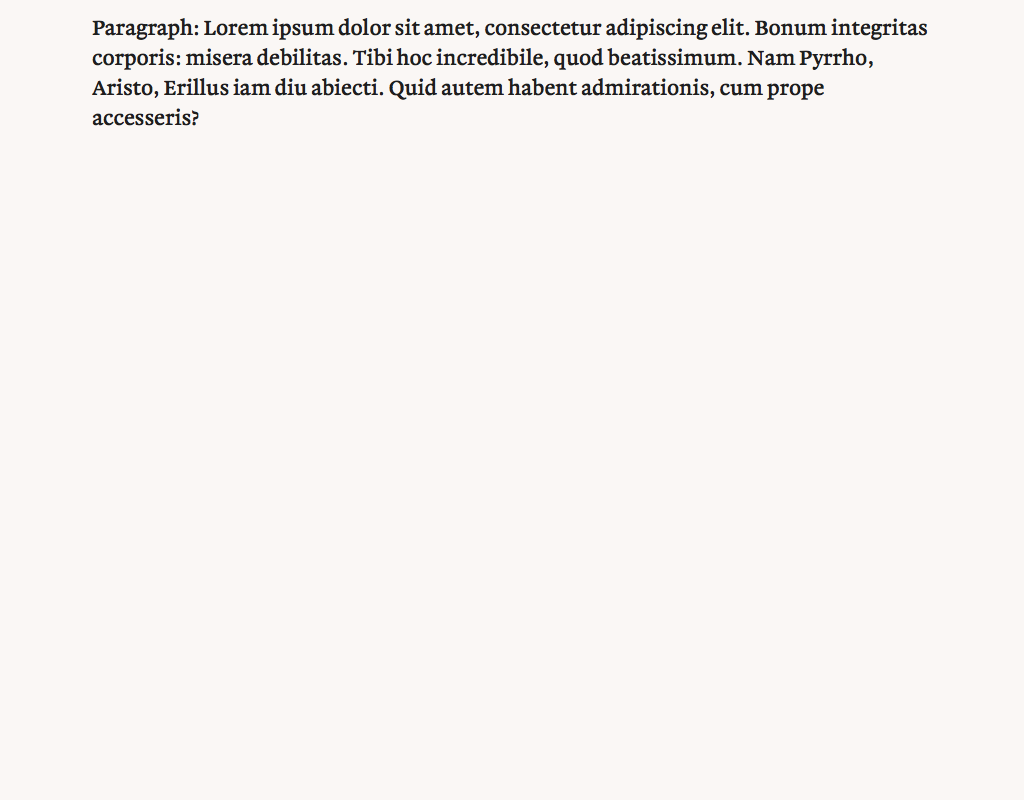 Paragraph: Lorem ipsum dolor sit amet, consectetur adipiscing elit. Bonum integritas
corporis: misera debilitas. Tibi hoc incredibile, quod beatissimum. Nam Pyrrho,
Aristo, Erillus iam diu abiecti. Quid autem habent admirationis, cum prope
accesseris?